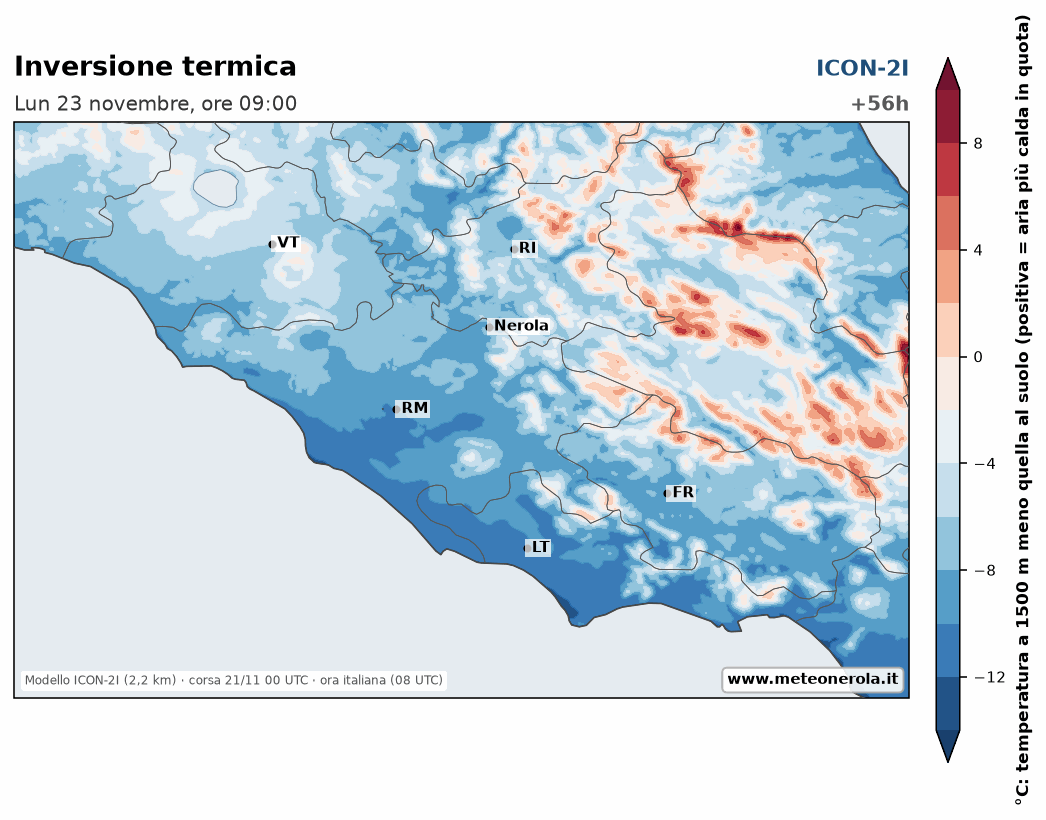 Inversione termica
ICON-2I
Lun 23 novembre, ore 09:00
+56h
VT
RI
Nerola
RM
FR
LT
Modello ICON-2I (2,2 km) · corsa 21/11 00 UTC · ora italiana (08 UTC)
www.meteonerola.it
8
4
0
−4
−8
−12
°C: temperatura a 1500 m meno quella al suolo (positiva = aria più calda in quota)